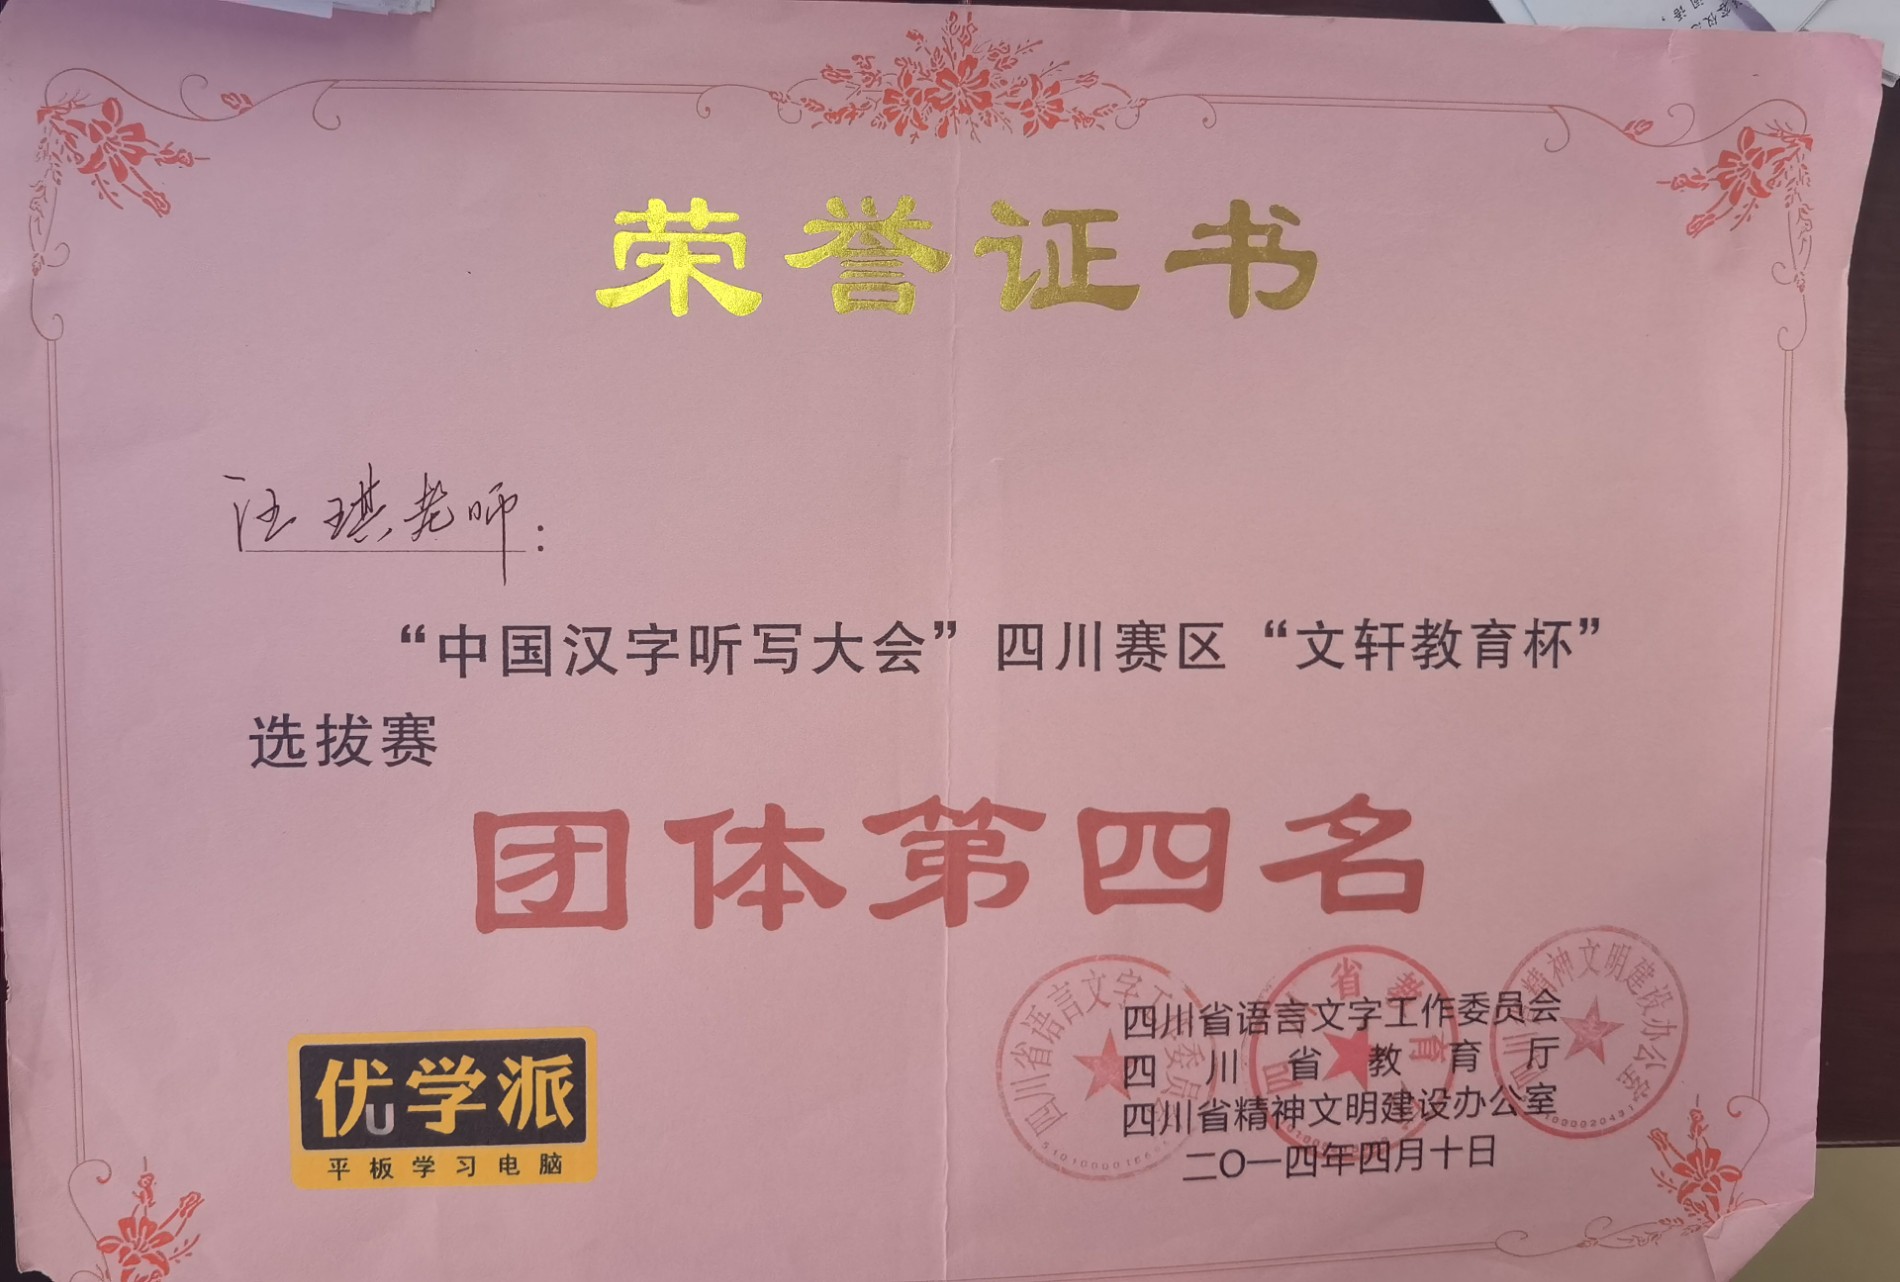 荣誉证书
汪琪老师：
“中国汉字听写大会”四川赛区“文轩教育杯”
选拔赛
团体第四名
四川省语言文字工作委员会
四川省教育厅
四川省精神文明建设办公室
二〇一四年四月十日
优学派
U
平板学习电脑